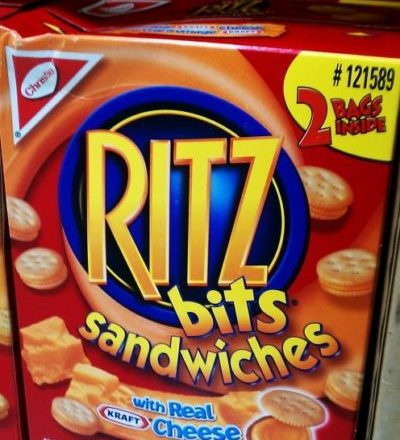 Christie
# 121589
2 BAGS
INSIDE
RITZ
bits
sandwiches
with Real
KRAFT Cheese